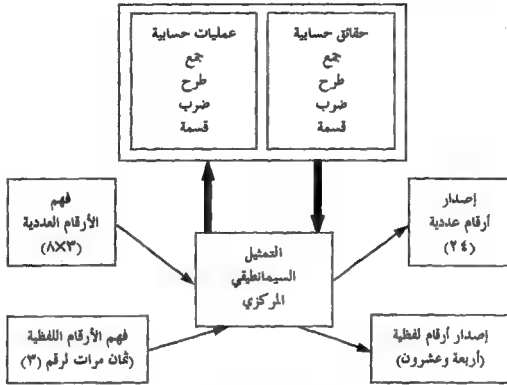 حقائق حسابية
جمع
طرح
ضرب
قسمة
عمليات حسابية
جمع
طرح
ضرب
قسمة
فهم
الأرقام العددية
(٨×٣)
إصدار
أرقام عددية
(٢٤)
التمثيل
السيمانطيقي
المركزي
فهم الأرقام اللفظية
(ثمان مرات لرقم (٣)
إصدار أرقام لفظية
(أربعة وعشرون)